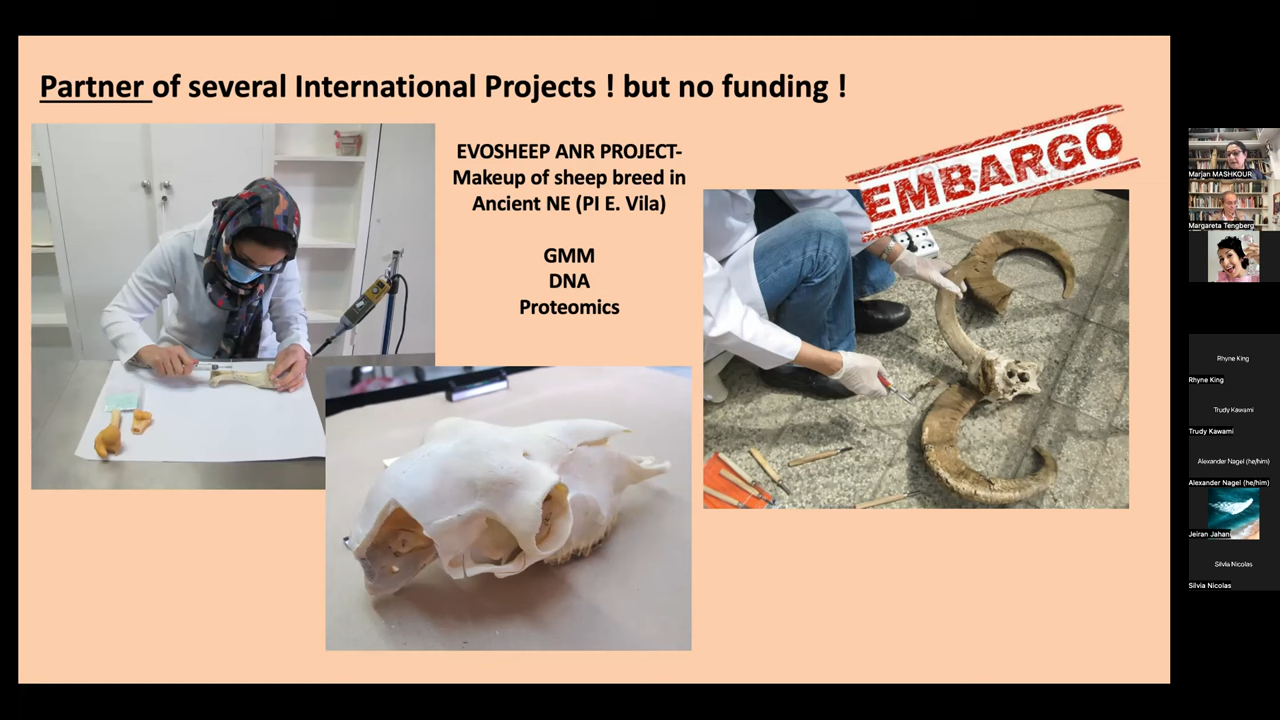 Partner of several International Projects ! but no funding !
EVOSHEEP ANR PROJECT-
Makeup of sheep breed in
Ancient NE (PI E. Vila)
GMM
DNA
Proteomics
EMBARGO
Marjan MASHKOUR
Margareta Tengberg
Rhyne King
Rhyne King
Trudy Kawami
Trudy Kawami
Alexander Nagel (he/him)
Alexander Nagel (he/him)
Jeiran Jahani
Silvia Nicolas
Silvia Nicolas